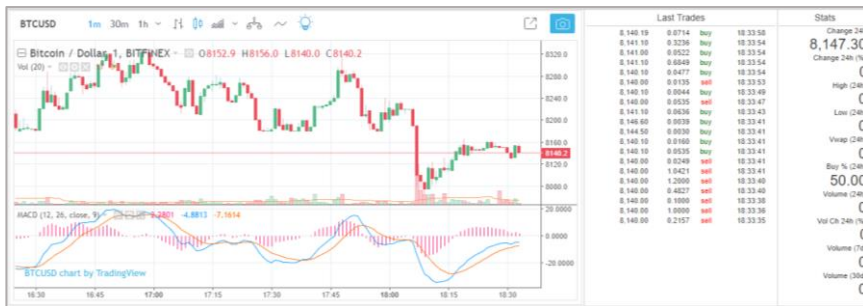 BTCUSD 1m 30m 1h
Bitcoin / Dollar, 1, BITFINEX O8152.9 H8156.0 L8140.0 C8140.2
Vol (20)
8320.0
8280.0
8240.0
8200.0
8160.0
8140.2
8080.0
MACD (12, 26, close, 9) 2.2801 -4.8813 -7.1614
20.0000
0.0000
-20.0000
BTCUSD chart by TradingView
16:30 16:45 17:00 17:15 17:30 17:45 18:00 18:15 18:30
Last Trades
8,140.19 0.0714 buy 18:33:58
8,141.10 0.3236 buy 18:33:54
8,141.00 0.0522 buy 18:33:54
8,141.10 0.6849 buy 18:33:54
8,140.10 0.0477 buy 18:33:54
8,140.00 0.0135 sell 18:33:53
8,140.10 0.0044 buy 18:33:49
8,140.00 0.0535 sell 18:33:47
8,141.10 0.0636 buy 18:33:43
8,146.60 0.0039 buy 18:33:41
8,144.50 0.0030 buy 18:33:41
8,140.10 0.0160 buy 18:33:41
8,140.10 0.0535 buy 18:33:41
8,140.00 0.0249 sell 18:33:41
8,140.00 1.0421 sell 18:33:41
8,140.00 1.2000 sell 18:33:40
8,140.00 0.4827 sell 18:33:40
8,140.00 0.1000 sell 18:33:38
8,140.00 1.0000 sell 18:33:36
8,140.00 0.2157 sell 18:33:35
Stats
Change 24
8,147.30
Change 24h (%
0
High (24h
0
Low (24h
0
Vwap (24h
0
Buy % (24h
50.00
Volume (24h
0
Vol Ch 24h (%
0
Volume (7d
0
Volume (30d
0